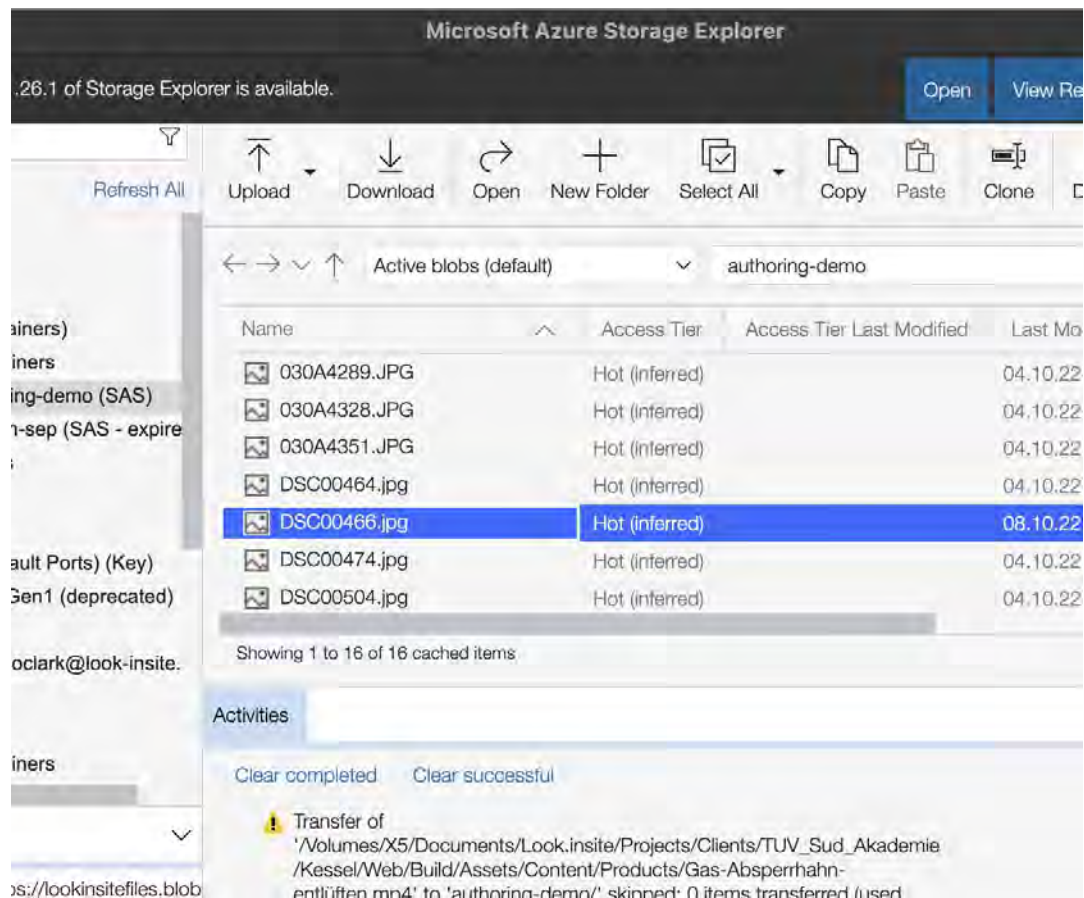 Microsoft Azure Storage Explorer
.26.1 of Storage Explorer is available.
Open
View Re
Refresh All
Upload
Download
Open
New Folder
Select All
Copy
Paste
Clone
D
Active blobs (default)
authoring-demo
ainers)
iners
ing-demo (SAS)
n-sep (SAS - expire
ault Ports) (Key)
Gen1 (deprecated)
oclark@look-insite.
iners
ps://lookinsitefiles.blob
Name
Access Tier
Access Tier Last Modified
Last Mo
030A4289.JPG Hot (inferred) 04.10.22
030A4328.JPG Hot (inferred) 04.10.22
030A4351.JPG Hot (inferred) 04.10.22
DSC00464.jpg Hot (inferred) 04.10.22
DSC00466.jpg Hot (inferred) 08.10.22
DSC00474.jpg Hot (inferred) 04.10.22
DSC00504.jpg Hot (inferred) 04.10.22
Showing 1 to 16 of 16 cached items
Activities
Clear completed
Clear successful
Transfer of
'/Volumes/X5/Documents/Look.insite/Projects/Clients/TUV_Sud_Akademie
/Kessel/Web/Build/Assets/Content/Products/Gas-Absperrhahn-
entlüften.mp4' to 'authoring-demo/' skipped: 0 items transferred (used